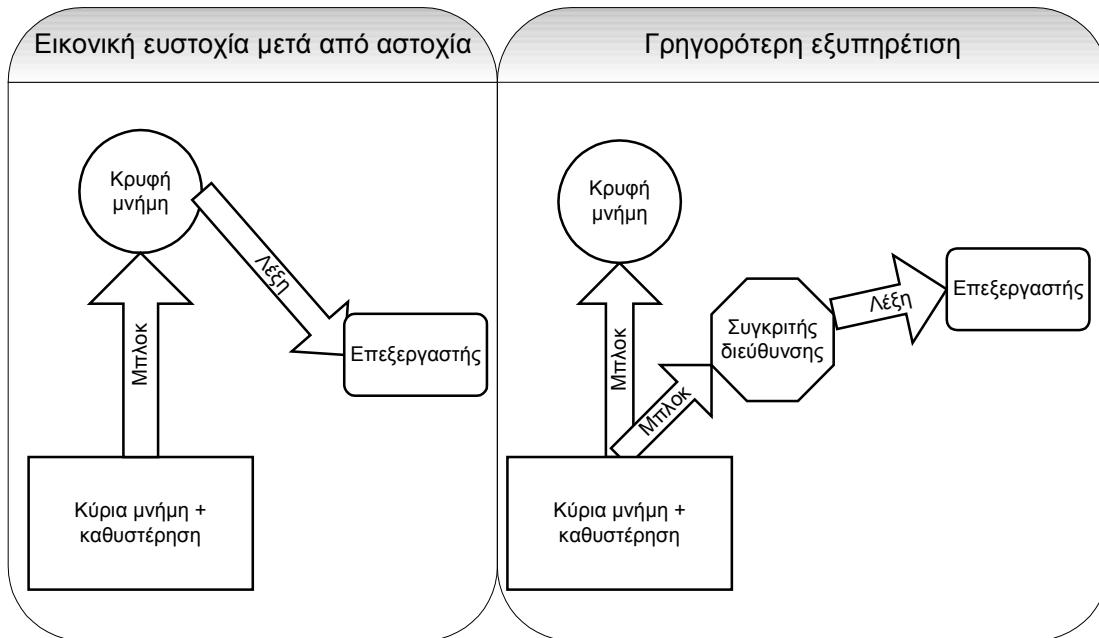 Εικονική ευστοχία μετά από αστοχία
Κρυφή
μνήμη
Λέξη
Επεξεργαστής
Μπλοκ
Κύρια μνήμη +
καθυστέρηση
Γρηγορότερη εξυπηρέτιση
Κρυφή
μνήμη
Επεξεργαστής
Λέξη
Συγκριτής
διεύθυνσης
Μπλοκ
Μπλοκ
Κύρια μνήμη +
καθυστέρηση